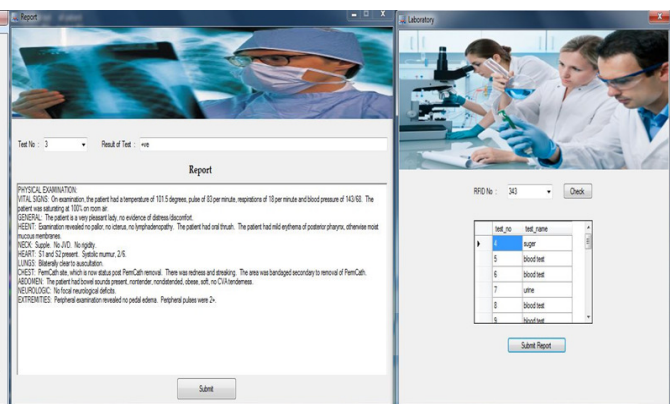 Report
Test No : 3 Result of Test : +ve
Report
PHYSICAL EXAMINATION:
VITAL SIGNS: On examination, the patient had a temperature of 101.5 degrees, pulse of 83 per minute, respirations of 18 per minute and blood pressure of 143/68. The
patient was saturating at 100% on room air.
GENERAL: The patient is a very pleasant lady, no evidence of distress/discomfort.
HEENT: Examination revealed no pallor, no icterus, no lymphadenopathy. The patient had oral thrush. The patient had mild erythema of posterior pharynx, otherwise moist
mucous membranes.
NECK: Supple. No JVD. No rigidity.
HEART: S1 and S2 present. Systolic murmur, 2/6.
LUNGS: Bilaterally clear to auscultation.
CHEST: PermCath site, which is now status post PermCath removal. There was redness and streaking. The area was bandaged secondary to removal of PermCath.
ABDOMEN: The patient had bowel sounds present, nontender, nondistended, obese, soft, no CVA tenderness.
NEUROLOGIC: No focal neurological deficits.
EXTREMITIES: Peripheral examination revealed no pedal edema. Peripheral pulses were 2+.
Submit
Laboratory
RFID No : 343 Check
test_no test_name
4 suger
5 blood test
6 blood test
7 urine
8 blood test
9 blood test
Submit Report